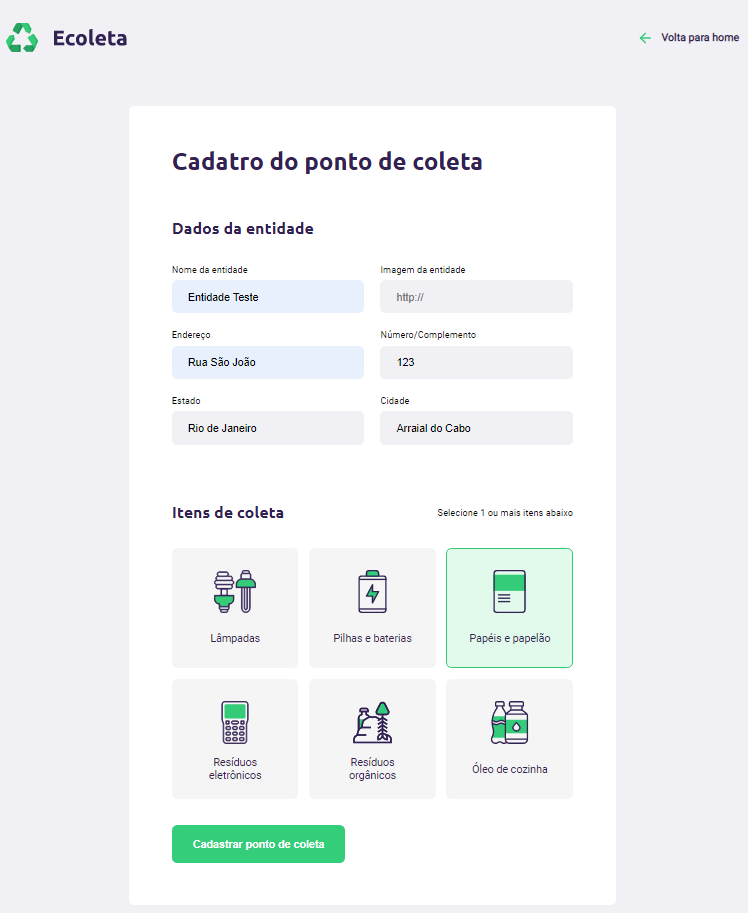 Ecoleta
Volta para home
Cadatro do ponto de coleta
Dados da entidade
Nome da entidade
Imagem da entidade
Entidade Teste
http://
Endereço
Número/Complemento
Rua São João
123
Estado
Cidade
Rio de Janeiro
Arraial do Cabo
Itens de coleta
Selecione 1 ou mais itens abaixo
Lâmpadas
Pilhas e baterias
Papéis e papelão
Resíduos
eletrônicos
Resíduos
orgânicos
Óleo de cozinha
Cadastrar ponto de coleta